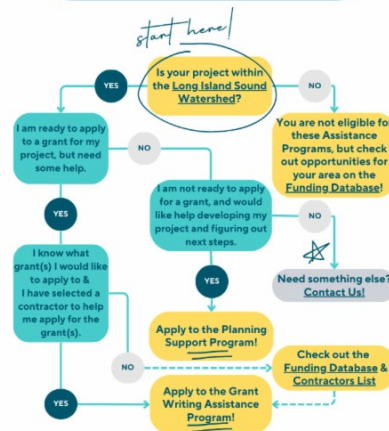 start here!
Is your project within
the Long Island Sound
Watershed?
YES
NO
I am ready to apply
to a grant for my
project, but need
some help.
NO
You are not eligible for
these Assistance
Programs, but check
out opportunities for
your area on the
Funding Database!
I am not ready to apply
for a grant, and would
like help developing my
project and figuring out
next steps.
YES
NO
I know what
grant(s) I would like
to apply to &
I have selected a
contractor to help
me apply for the
grant(s).
YES
Need something else?
Contact Us!
Apply to the Planning
Support Program!
NO
Check out the
Funding Database &
Contractors List
YES
Apply to the Grant
Writing Assistance
Program!